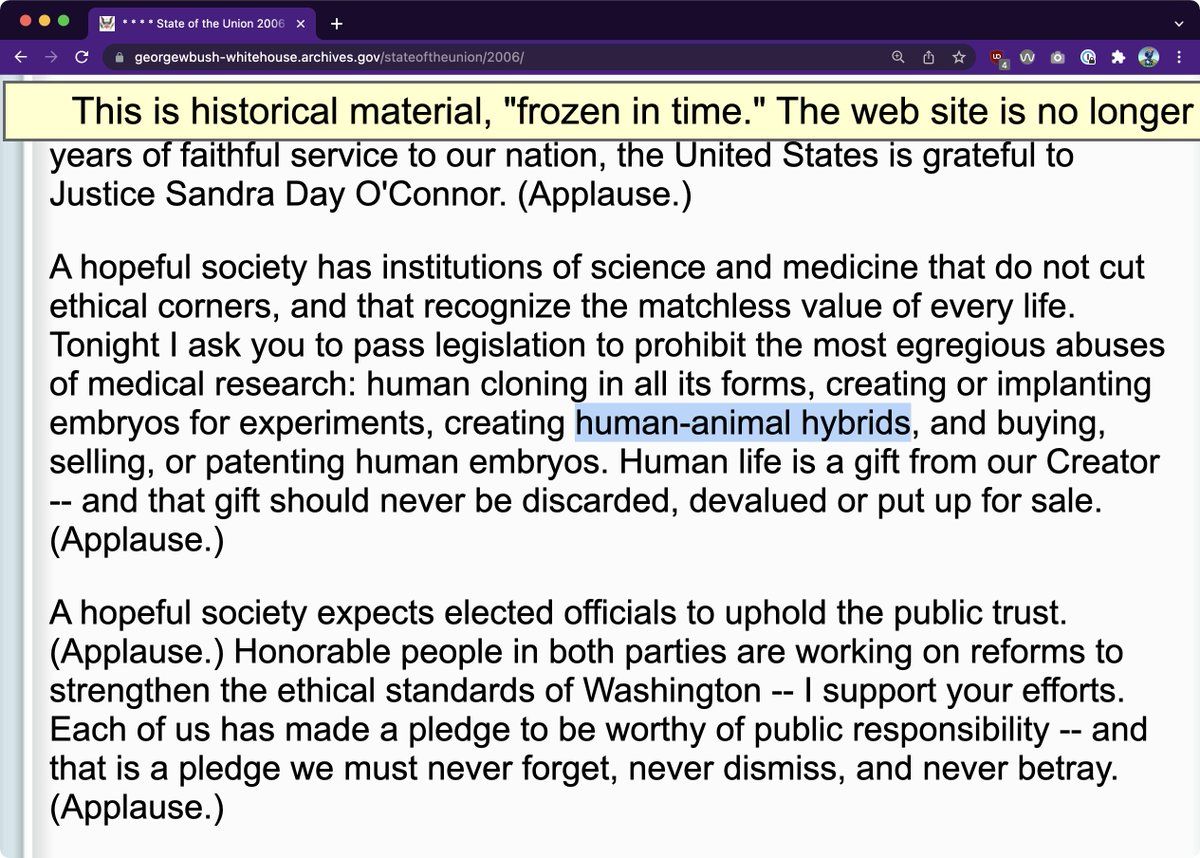 * * * * State of the Union 2006
georgewbush-whitehouse.archives.gov/stateoftheunion/2006/
4
This is historical material, "frozen in time." The web site is no longer
years of faithful service to our nation, the United States is grateful to
Justice Sandra Day O'Connor. (Applause.)
A hopeful society has institutions of science and medicine that do not cut
ethical corners, and that recognize the matchless value of every life.
Tonight I ask you to pass legislation to prohibit the most egregious abuses
of medical research: human cloning in all its forms, creating or implanting
embryos for experiments, creating human-animal hybrids, and buying,
selling, or patenting human embryos. Human life is a gift from our Creator
-- and that gift should never be discarded, devalued or put up for sale.
(Applause.)
A hopeful society expects elected officials to uphold the public trust.
(Applause.) Honorable people in both parties are working on reforms to
strengthen the ethical standards of Washington -- I support your efforts.
Each of us has made a pledge to be worthy of public responsibility -- and
that is a pledge we must never forget, never dismiss, and never betray.
(Applause.)